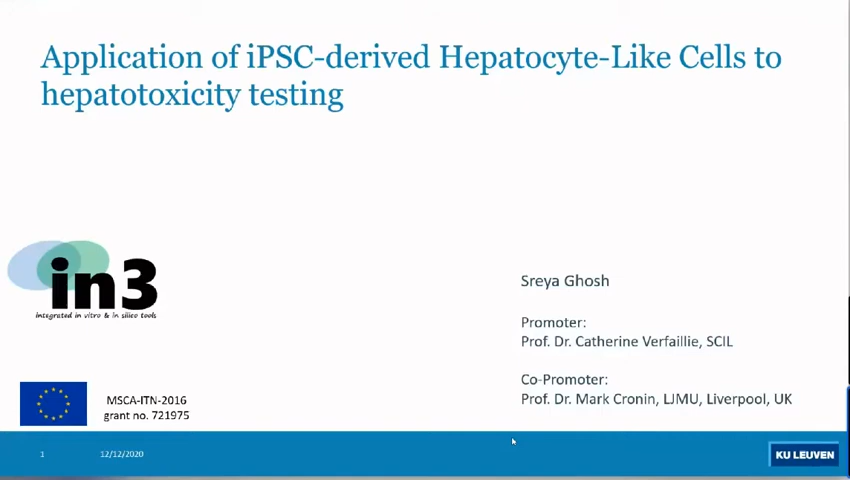 Application of iPSC-derived Hepatocyte-Like Cells to
hepatotoxicity testing
in3
integrated in vitro & in silico tools
Sreya Ghosh
Promoter:
Prof. Dr. Catherine Verfaillie, SCIL
Co-Promoter:
Prof. Dr. Mark Cronin, LJMU, Liverpool, UK
MSCA-ITN-2016
grant no. 721975
1
12/12/2020
KU LEUVEN